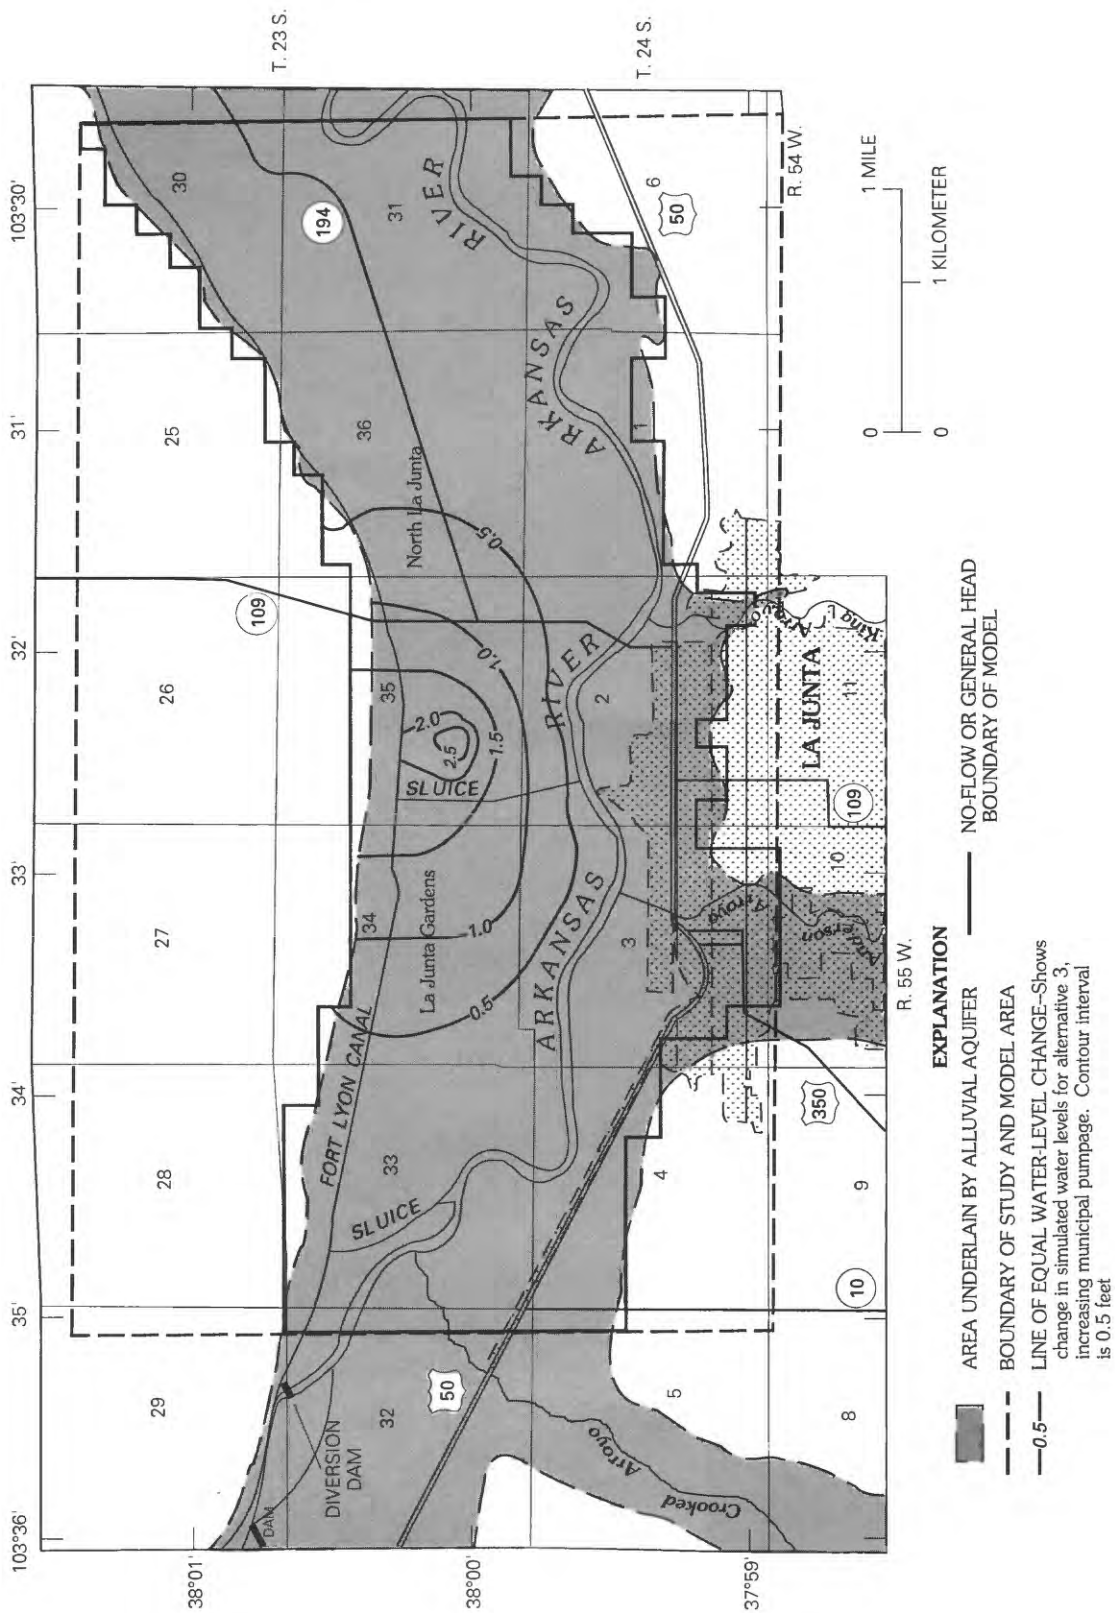 103°36'
35'
34'
33'
32'
31'
103°30'
38°01'
38°00'
37°59'
T. 23 S.
T. 24 S.
R. 55 W.
R. 54 W.
29
28
27
26
25
30
32
33
34
35
36
31
5
4
3
2
1
6
8
9
10
11
DAM
DIVERSION
DAM
SLUICE
FORT LYON CANAL
La Junta Gardens
SLUICE
North La Junta
ARKANSAS
RIVER
ARKANSAS
RIVER
ARKANSAS
Crooked
Arroyo
Anderson
Arroyo
King
Arroyo
LA JUNTA
50
10
350
109
109
194
50
0.5
1.0
1.5
2.0
2.5
1.0
0.5
0
1 MILE
0
1 KILOMETER
EXPLANATION
AREA UNDERLAIN BY ALLUVIAL AQUIFER
BOUNDARY OF STUDY AND MODEL AREA
—0.5— LINE OF EQUAL WATER-LEVEL CHANGE–Shows
change in simulated water levels for alternative 3,
increasing municipal pumpage. Contour interval
is 0.5 feet
NO-FLOW OR GENERAL HEAD
BOUNDARY OF MODEL